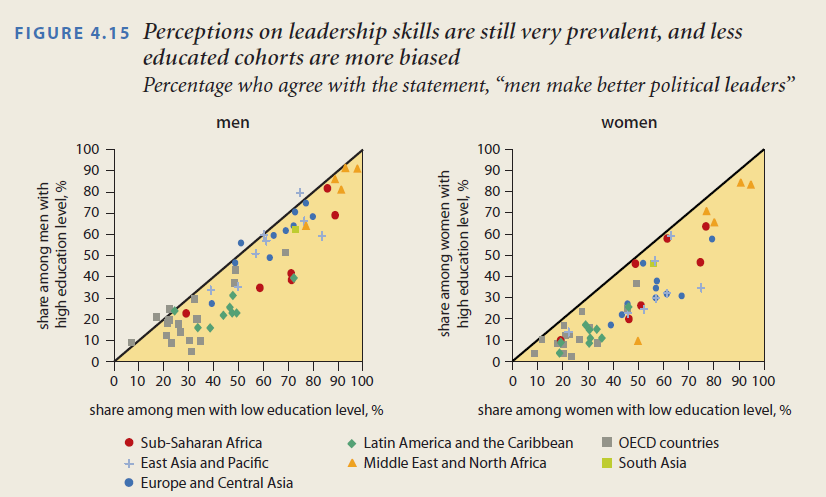 FIGURE 4.15 Perceptions on leadership skills are still very prevalent, and less
educated cohorts are more biased
Percentage who agree with the statement, “men make better political leaders”
men
100
90
80
70
60
50
40
30
20
10
0
share among men with
high education level, %
0 10 20 30 40 50 60 70 80 90 100
share among men with low education level, %
women
100
90
80
70
60
50
40
30
20
10
0
share among women with
high education level, %
0 10 20 30 40 50 60 70 80 90 100
share among women with low education level, %
Sub-Saharan Africa
East Asia and Pacific
Europe and Central Asia
Latin America and the Caribbean
Middle East and North Africa
OECD countries
South Asia